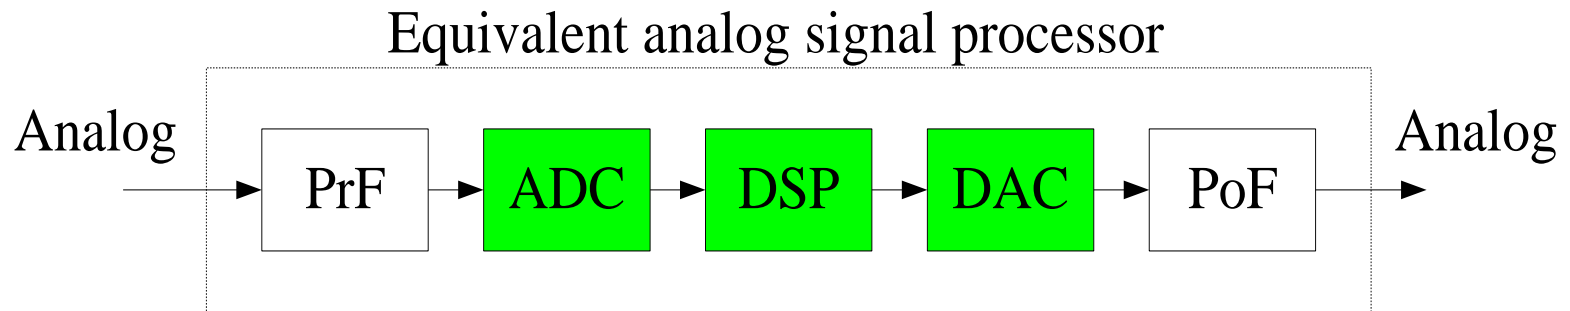 Equivalent analog signal processor
Analog
Analog
PrF
ADC
DSP
DAC
PoF